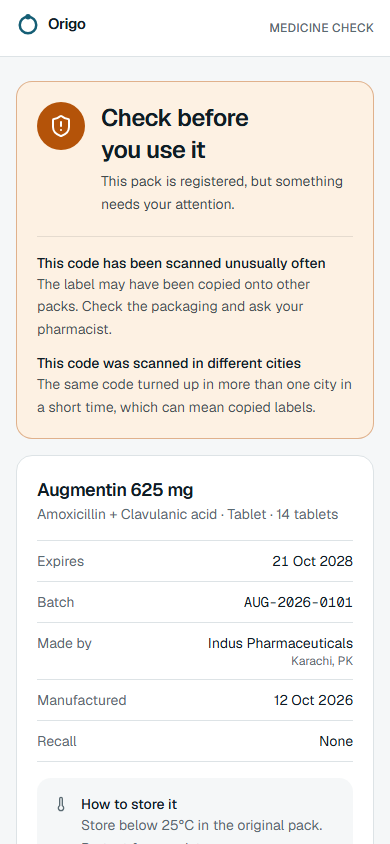 Origo
MEDICINE CHECK
Check before
you use it
This pack is registered, but something
needs your attention.
This code has been scanned unusually often
The label may have been copied onto other
packs. Check the packaging and ask your
pharmacist.
This code was scanned in different cities
The same code turned up in more than one city in
a short time, which can mean copied labels.
Augmentin 625 mg
Amoxicillin + Clavulanic acid · Tablet · 14 tablets
Expires 21 Oct 2028
Batch AUG-2026-0101
Made by Indus Pharmaceuticals
Karachi, PK
Manufactured 12 Oct 2026
Recall None
How to store it
Store below 25°C in the original pack.